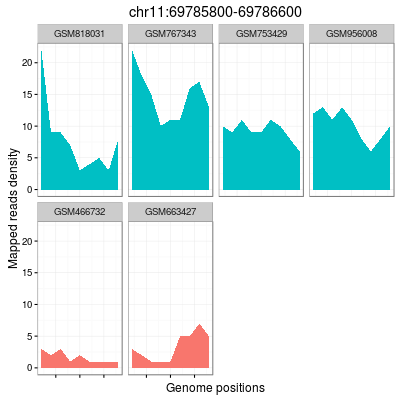 chr11:69785800-69786600
GSM818031 GSM767343 GSM753429 GSM956008
20
15
10
5
0
Mapped reads density
GSM466732 GSM663427
20
15
10
5
0
Genome positions